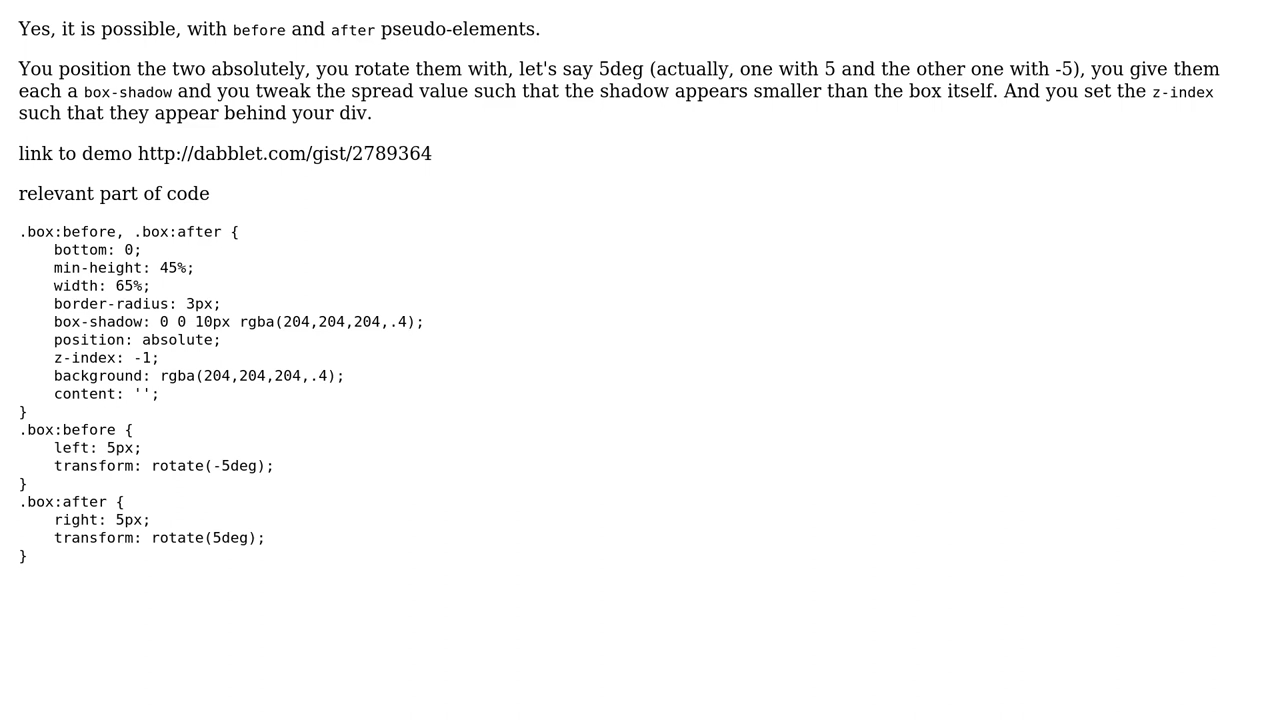 Yes, it is possible, with before and after pseudo-elements.
You position the two absolutely, you rotate them with, let's say 5deg (actually, one with 5 and the other one with -5), you give them
each a box-shadow and you tweak the spread value such that the shadow appears smaller than the box itself. And you set the z-index
such that they appear behind your div.
link to demo http://dabblet.com/gist/2789364
relevant part of code
.box:before, .box:after {
    bottom: 0;
    min-height: 45%;
    width: 65%;
    border-radius: 3px;
    box-shadow: 0 0 10px rgba(204,204,204,.4);
    position: absolute;
    z-index: -1;
    background: rgba(204,204,204,.4);
    content: '';
}
.box:before {
    left: 5px;
    transform: rotate(-5deg);
}
.box:after {
    right: 5px;
    transform: rotate(5deg);
}